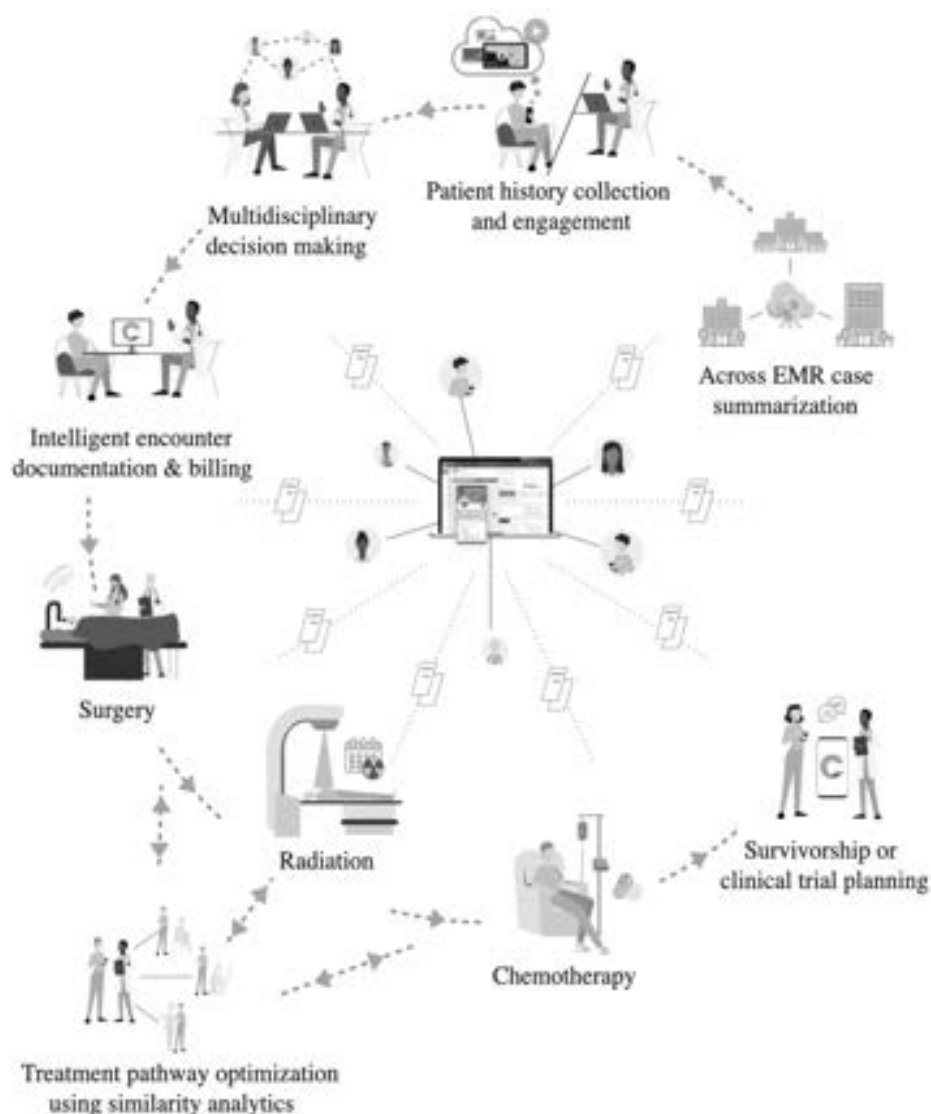 Patient history collection
and engagement
Multidisciplinary
decision making
Across EMR case
summarization
Intelligent encounter
documentation & billing
Surgery
Radiation
Survivorship or
clinical trial planning
Chemotherapy
Treatment pathway optimization
using similarity analytics